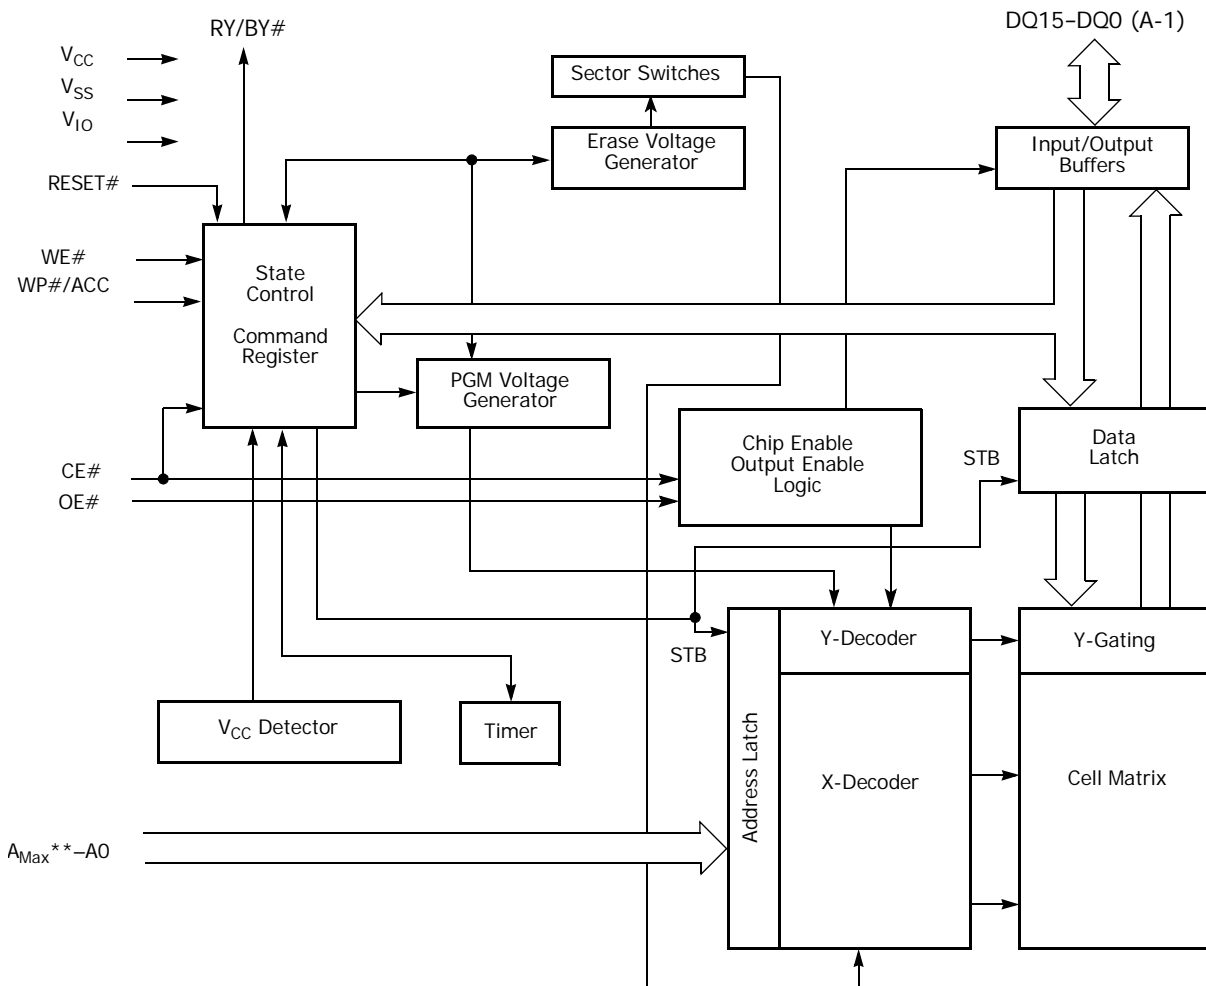 RY/BY#
DQ15–DQ0 (A-1)
VCC
VSS
VIO
RESET#
WE#
WP#/ACC
CE#
OE#
AMax**–A0
Sector Switches
Erase Voltage
Generator
Input/Output
Buffers
State
Control
Command
Register
PGM Voltage
Generator
Chip Enable
Output Enable
Logic
STB
Data
Latch
STB
Y-Decoder
Y-Gating
VCC Detector
Timer
Address Latch
X-Decoder
Cell Matrix